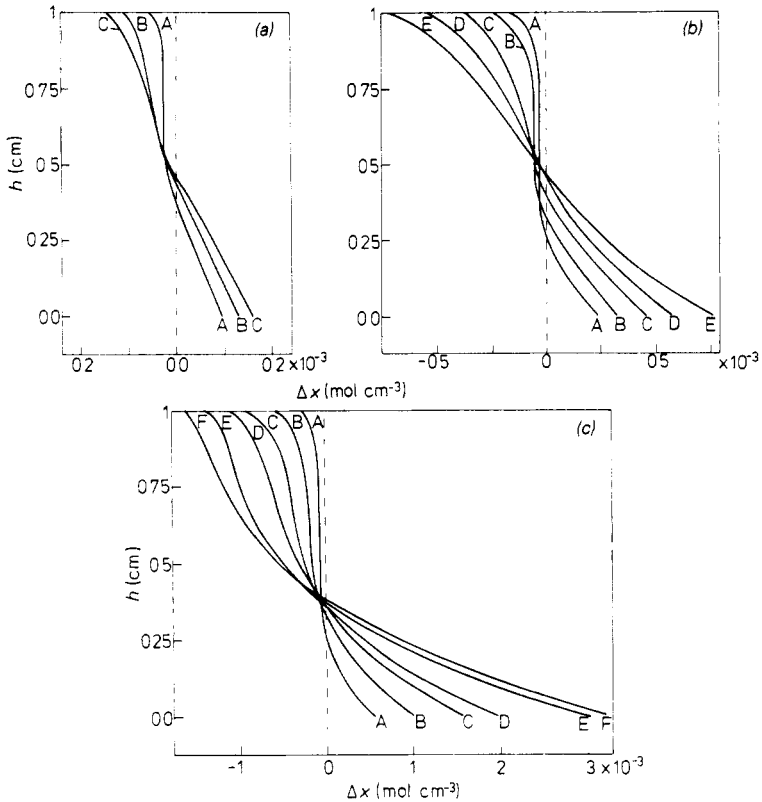 1 C B A (a)
0.75
0.5
0.25
0.0
A B C
0.2 0.0 0.2 ×10⁻³
h (cm)
1 E D C B A (b)
0.75
0.5
0.25
0.0
A B C D E
-0.5 0 0.5 ×10⁻³
Δx (mol cm⁻³)
1 F E D C B A (c)
0.75
0.5
0.25
0.0
A B C D E F
-1 0 1 2 3 ×10⁻³
h (cm)
Δx (mol cm⁻³)